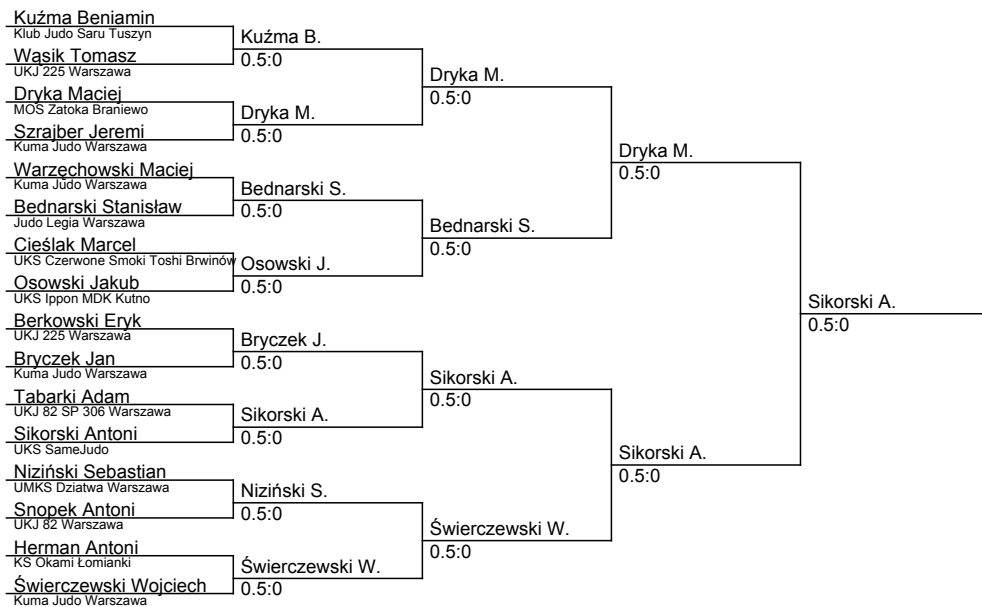 Kuźma Beniamin
Klub Judo Saru Tuszyn
Wąsik Tomasz
UKJ 225 Warszawa
Dryka Maciej
MOS Zatoka Braniewo
Szrajber Jeremi
Kuma Judo Warszawa
Warzęchowski Maciej
Kuma Judo Warszawa
Bednarski Stanisław
Judo Legia Warszawa
Cieślak Marcel
UKS Czerwone Smoki Toshi Brwinów
Osowski Jakub
UKS Ippon MDK Kutno
Berkowski Eryk
UKJ 225 Warszawa
Bryczek Jan
Kuma Judo Warszawa
Tabarki Adam
UKJ 82 SP 306 Warszawa
Sikorski Antoni
UKS SameJudo
Niziński Sebastian
UMKS Dziatwa Warszawa
Snopek Antoni
UKJ 82 Warszawa
Herman Antoni
KS Okami Łomianki
Świerczewski Wojciech
Kuma Judo Warszawa
Kuźma B.
0.5:0
Dryka M.
0.5:0
Bednarski S.
0.5:0
Osowski J.
0.5:0
Bryczek J.
0.5:0
Sikorski A.
0.5:0
Niziński S.
0.5:0
Świerczewski W.
0.5:0
Dryka M.
0.5:0
Bednarski S.
0.5:0
Sikorski A.
0.5:0
Świerczewski W.
0.5:0
Dryka M.
0.5:0
Sikorski A.
0.5:0
Sikorski A.
0.5:0